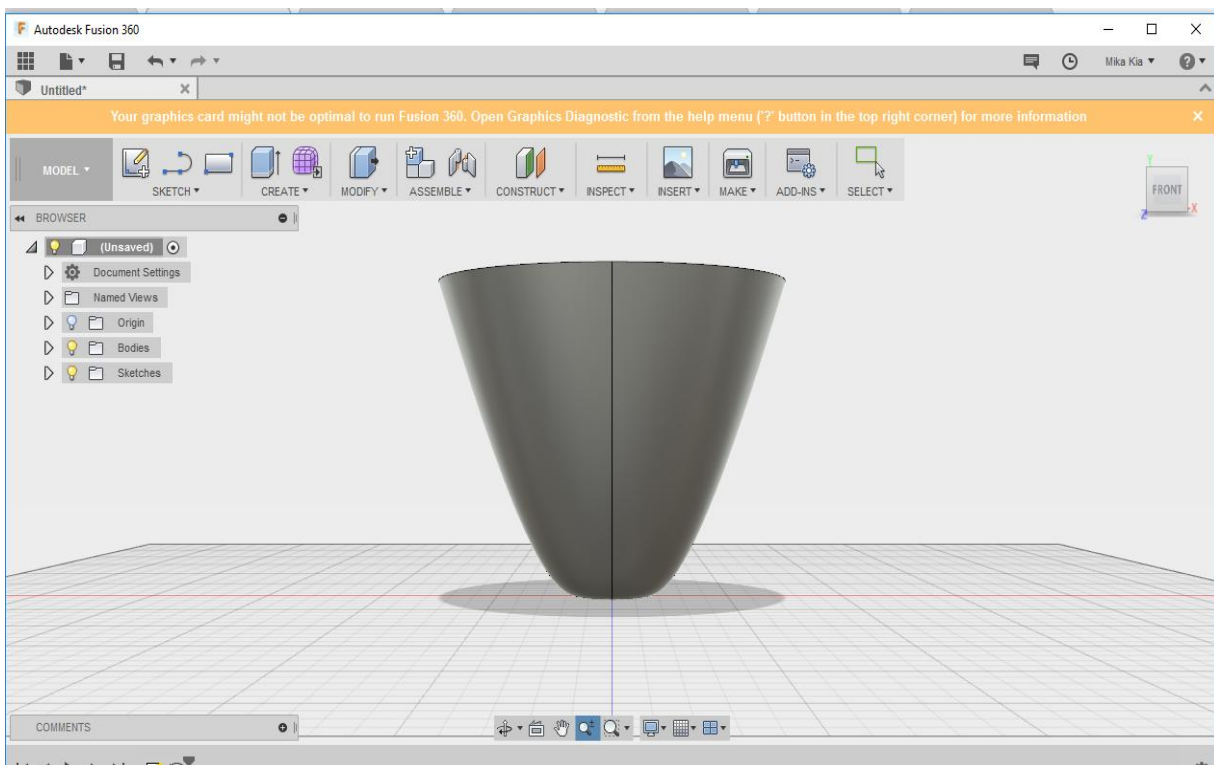 Autodesk Fusion 360
Mika Kia
Untitled*
Your graphics card might not be optimal to run Fusion 360. Open Graphics Diagnostic from the help menu ('?' button in the top right corner) for more information
MODEL
SKETCH
CREATE
MODIFY
ASSEMBLE
CONSTRUCT
INSPECT
INSERT
MAKE
ADD-INS
SELECT
Y
FRONT
X
Z
BROWSER
(Unsaved)
Document Settings
Named Views
Origin
Bodies
Sketches
COMMENTS